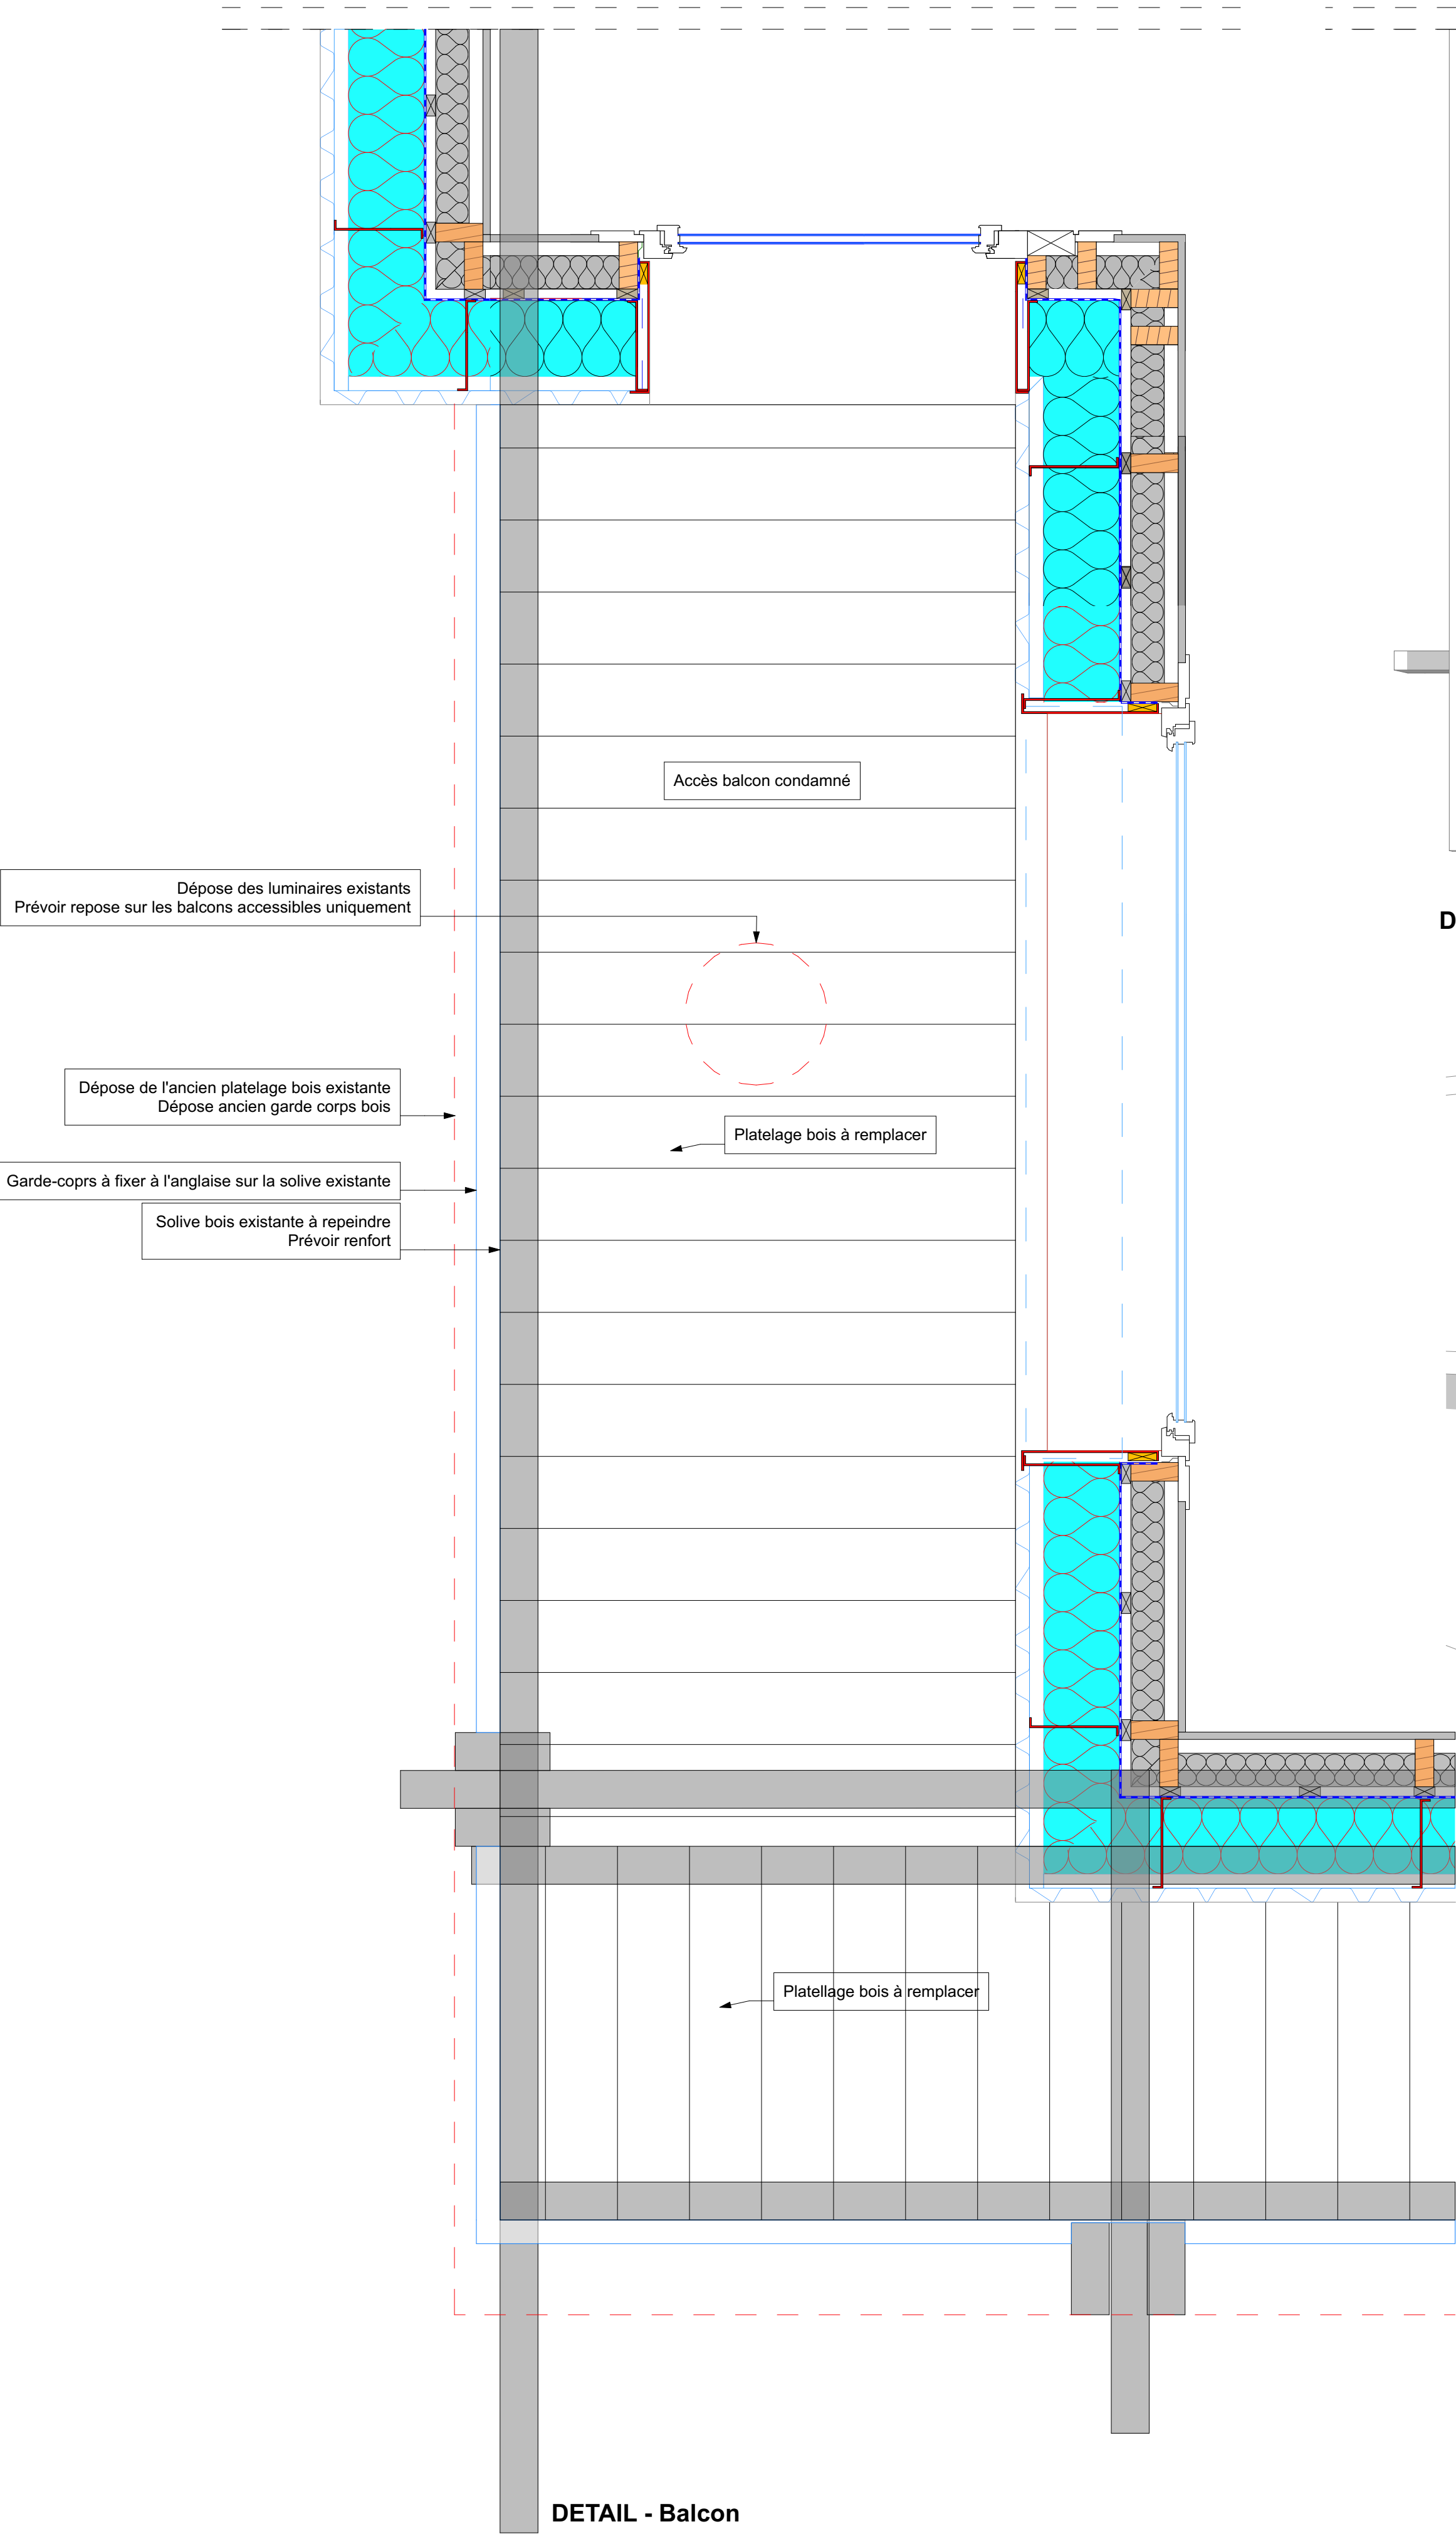 Accès balcon condamné
Dépose des luminaires existants
Prévoir repose sur les balcons accessibles uniquement
D
Dépose de l'ancien platelage bois existante
Dépose ancien garde corps bois
Platelage bois à remplacer
Garde-coprs à fixer à l'anglaise sur la solive existante
Solive bois existante à repeindre
Prévoir renfort
Platellage bois à remplacer
DETAIL - Balcon